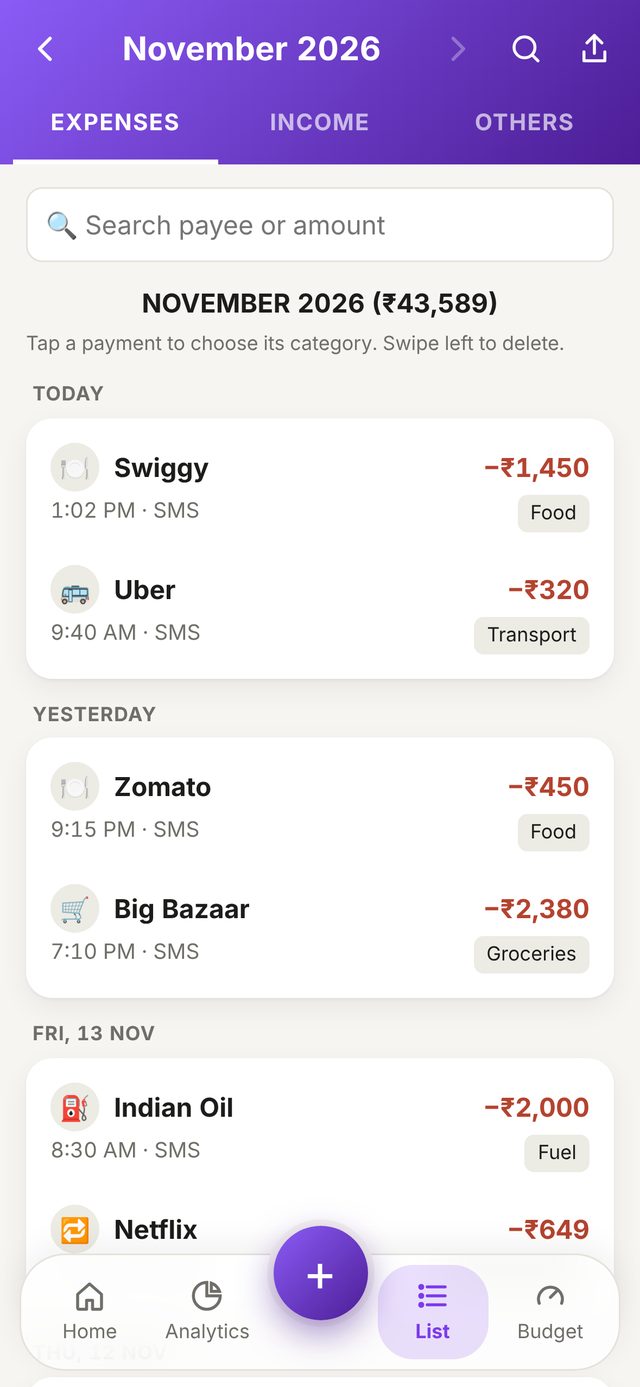 November 2026
EXPENSES INCOME OTHERS
Search payee or amount
NOVEMBER 2026 (₹43,589)
Tap a payment to choose its category. Swipe left to delete.
TODAY
Swiggy −₹1,450
1:02 PM · SMS Food
Uber −₹320
9:40 AM · SMS Transport
YESTERDAY
Zomato −₹450
9:15 PM · SMS Food
Big Bazaar −₹2,380
7:10 PM · SMS Groceries
FRI, 13 NOV
Indian Oil −₹2,000
8:30 AM · SMS Fuel
Netflix −₹649
Home Analytics + List Budget
THU, 12 NOV